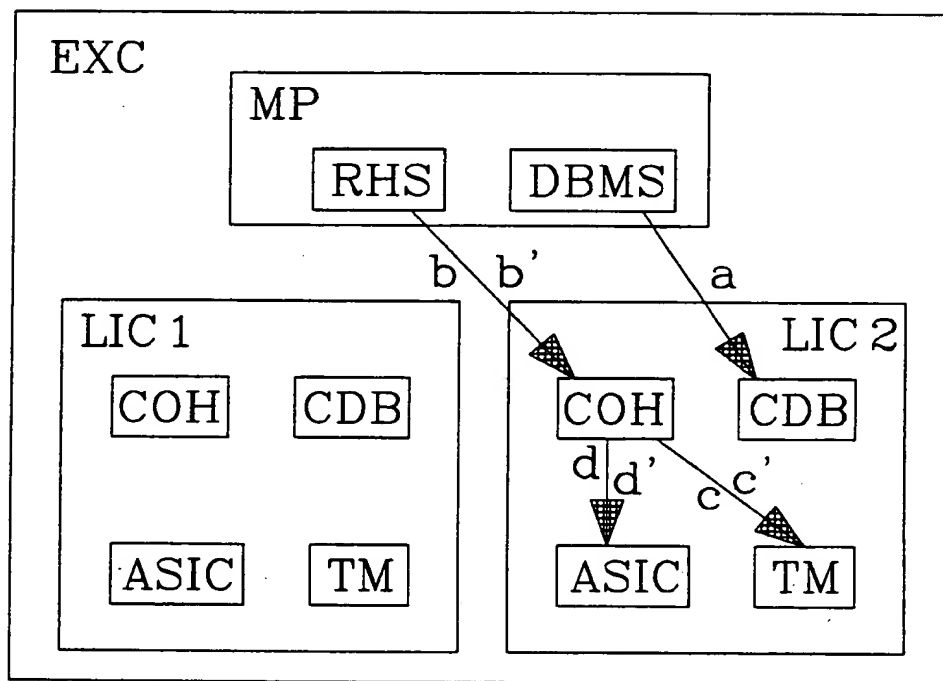 EXC
MP
RHS DBMS
b b' a
LIC 1 LIC 2
COH CDB COH CDB
d d' c c'
ASIC TM ASIC TM